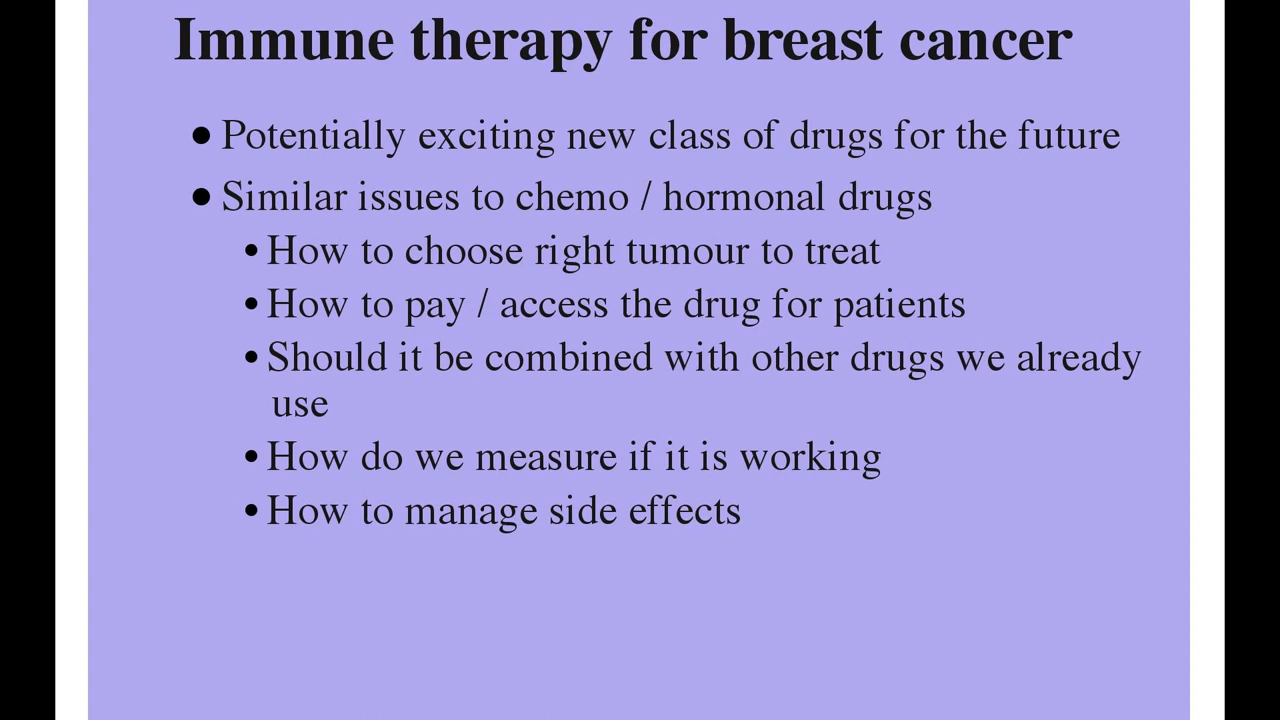 Immune therapy for breast cancer
• Potentially exciting new class of drugs for the future
• Similar issues to chemo / hormonal drugs
• How to choose right tumour to treat
• How to pay / access the drug for patients
• Should it be combined with other drugs we already
use
• How do we measure if it is working
• How to manage side effects